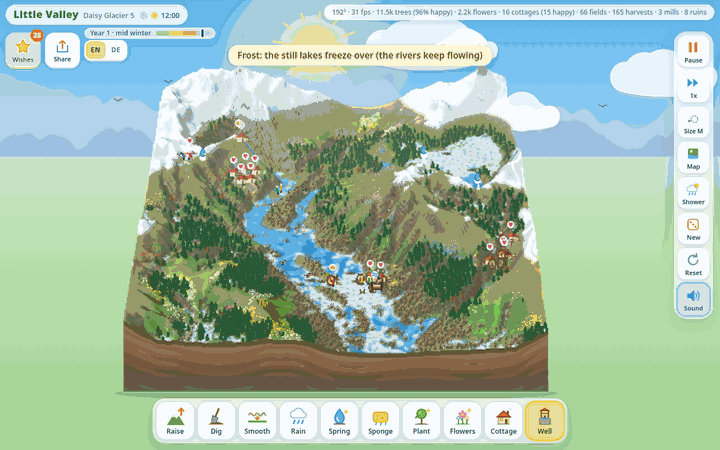 Little Valley Daisy Glacier 5 12:00
192² · 31 fps · 11.5k trees (96% happy) · 2.2k flowers · 16 cottages (15 happy) · 66 fields · 165 harvests · 3 mills · 8 ruins
28
Wishes
Share
Year 1 · mid winter
EN DE
Frost: the still lakes freeze over (the rivers keep flowing)
Pause
1x
Size M
Map
Shower
New
Reset
Sound
Raise
Dig
Smooth
Rain
Spring
Sponge
Plant
Flowers
Cottage
Well